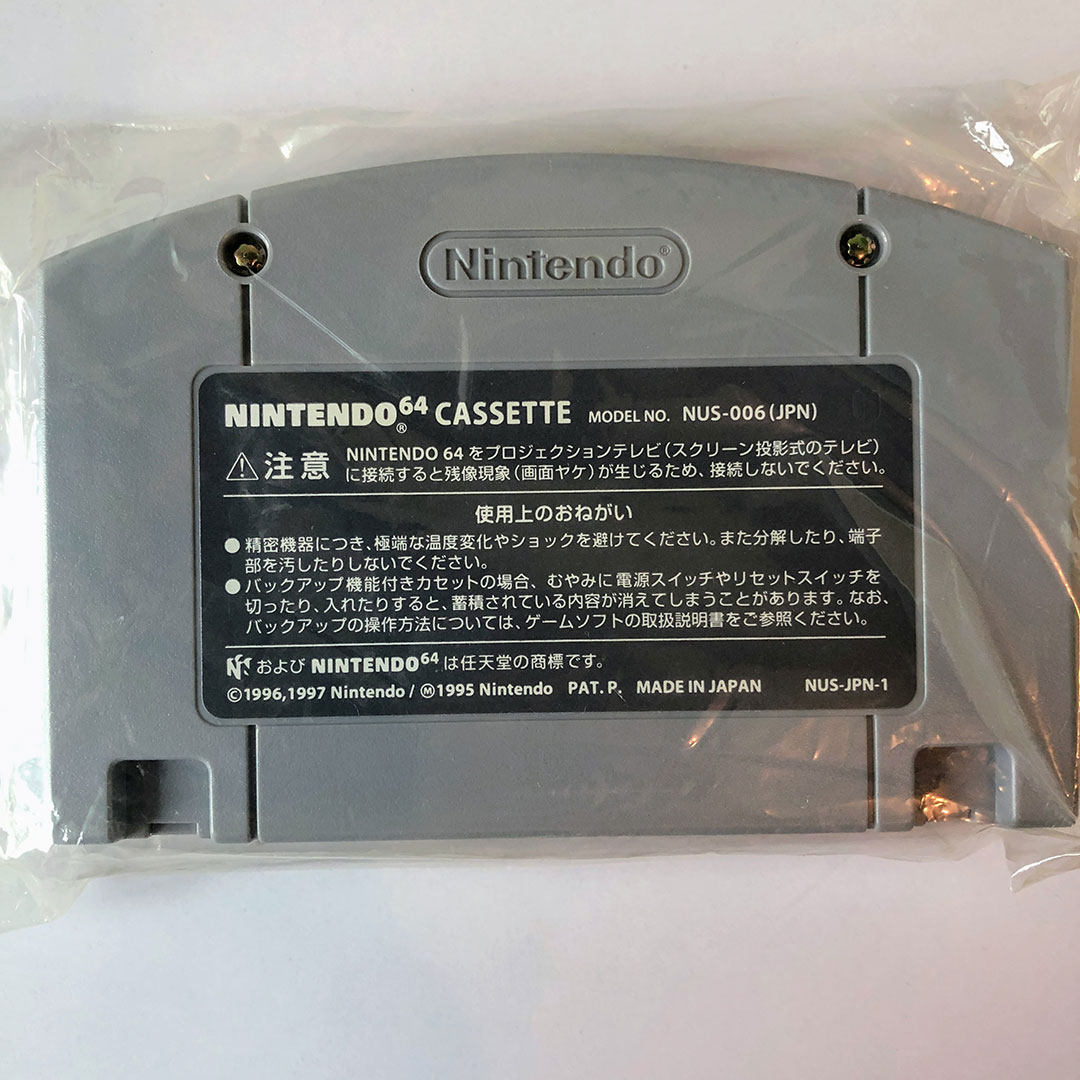 Nintendo®
NINTENDO64® CASSETTE MODEL NO. NUS-006(JPN)
⚠注意 NINTENDO 64をプロジェクションテレビ(スクリーン投影式のテレビ)
に接続すると残像現象(画面ヤケ)が生じるため、接続しないでください。
使用上のおねがい
●精密機器につき、極端な温度変化やショックを避けてください。また分解したり、端子
部を汚したりしないでください。
●バックアップ機能付きカセットの場合、むやみに電源スイッチやリセットスイッチを
切ったり、入れたりすると、蓄積されている内容が消えてしまうことがあります。なお、
バックアップの操作方法については、ゲームソフトの取扱説明書をご参照ください。
および NINTENDO64 は任天堂の商標です。
©1996,1997 Nintendo / Ⓜ1995 Nintendo PAT. P. MADE IN JAPAN NUS-JPN-1